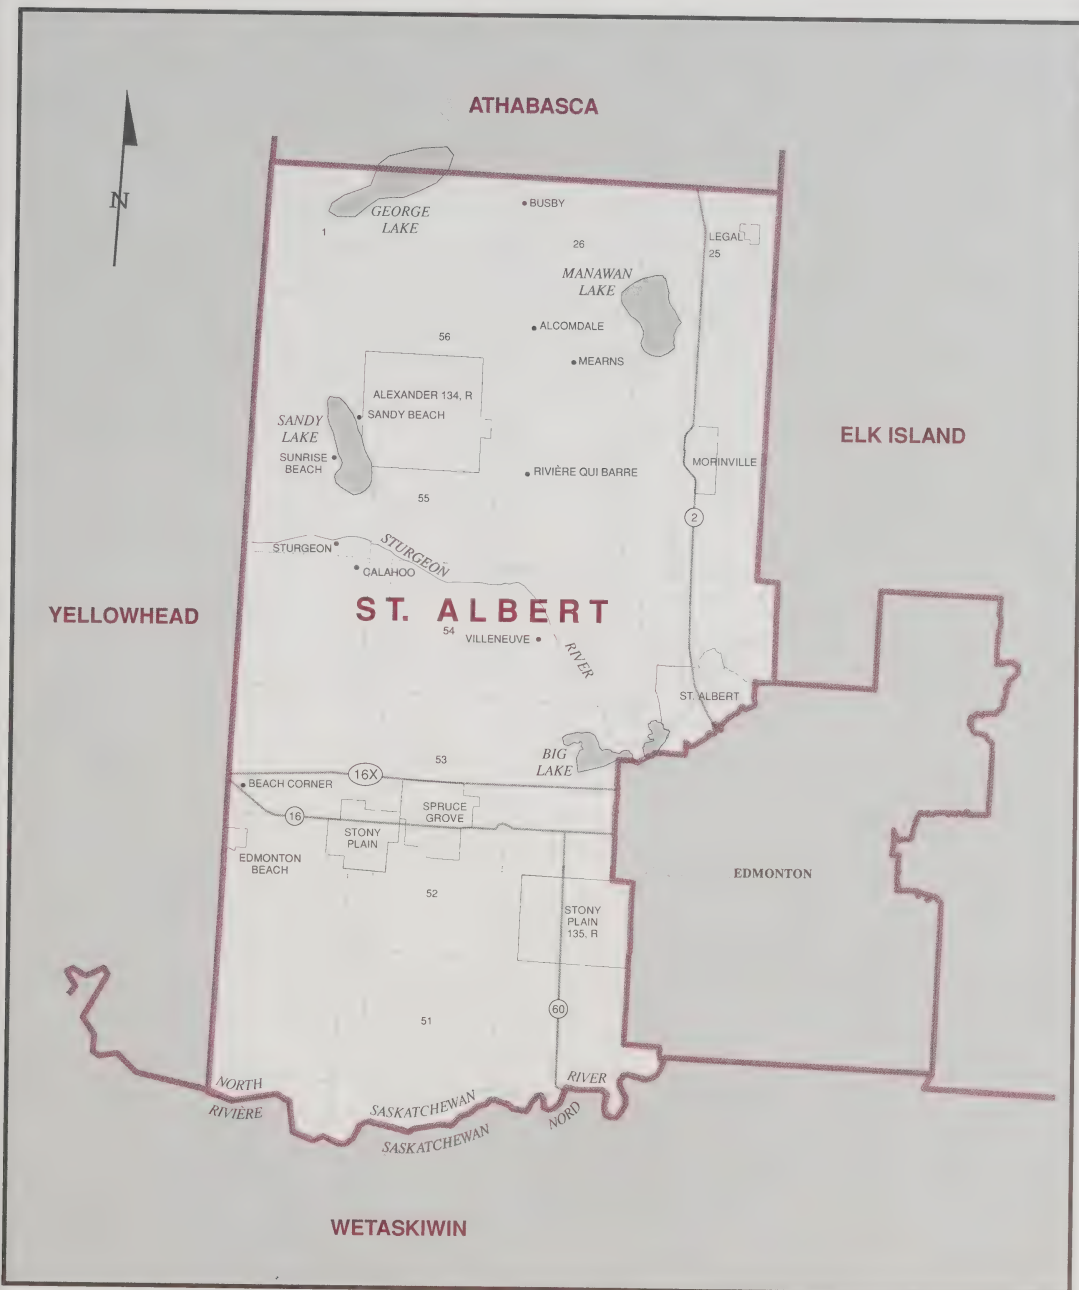 ATHABASCA
N
GEORGE
LAKE
1
BUSBY
26
LEGAL
25
MANAWAN
LAKE
ALCOMDALE
56
MEARNS
ALEXANDER 134, R
SANDY BEACH
SANDY
LAKE
SUNRISE
BEACH
ELK ISLAND
MORINVILLE
RIVIÈRE QUI BARRE
55
2
STURGEON
STURGEON
CALAHOO
YELLOWHEAD
ST. ALBERT
54
VILLENEUVE
RIVER
ST. ALBERT
BIG
LAKE
53
16X
BEACH CORNER
16
SPRUCE
GROVE
STONY
PLAIN
EDMONTON
BEACH
EDMONTON
52
STONY
PLAIN
135, R
60
51
NORTH
SASKATCHEWAN
RIVER
RIVIÈRE
SASKATCHEWAN
NORD
WETASKIWIN